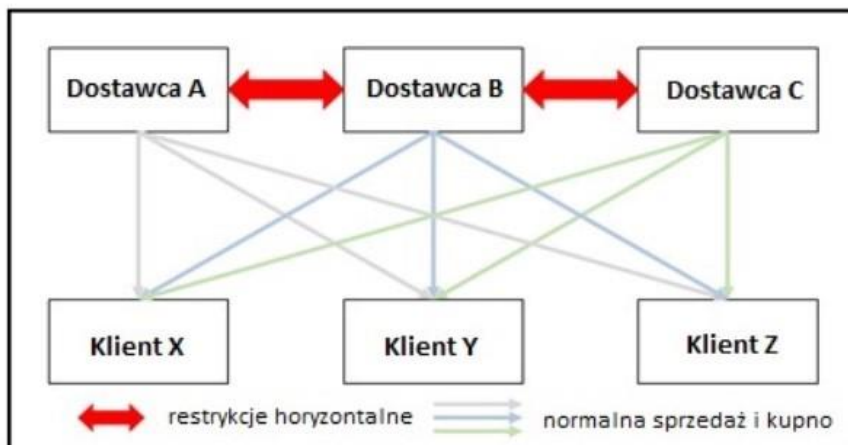 Dostawca A
Dostawca B
Dostawca C
Klient X
Klient Y
Klient Z
restrykcje horyzontalne
normalna sprzedaż i kupno